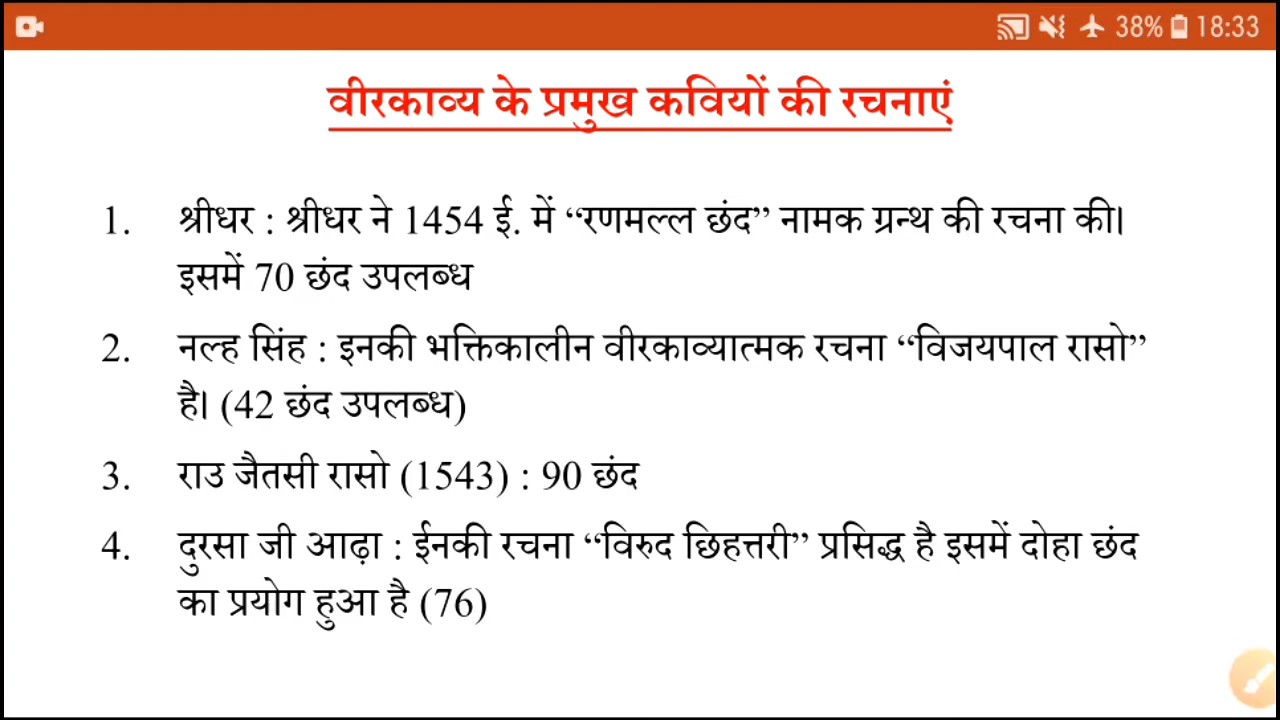 38% 18:33
वीरकाव्य के प्रमुख कवियों की रचनाएं
1. श्रीधर : श्रीधर ने 1454 ई. में “रणमल्ल छंद” नामक ग्रन्थ की रचना की।
इसमें 70 छंद उपलब्ध
2. नल्ह सिंह : इनकी भक्तिकालीन वीरकाव्यात्मक रचना “विजयपाल रासो”
है। (42 छंद उपलब्ध)
3. राउ जैतसी रासो (1543) : 90 छंद
4. दुरसा जी आढ़ा : ईनकी रचना “विरुद छिहत्तरी” प्रसिद्ध है इसमें दोहा छंद
का प्रयोग हुआ है (76)